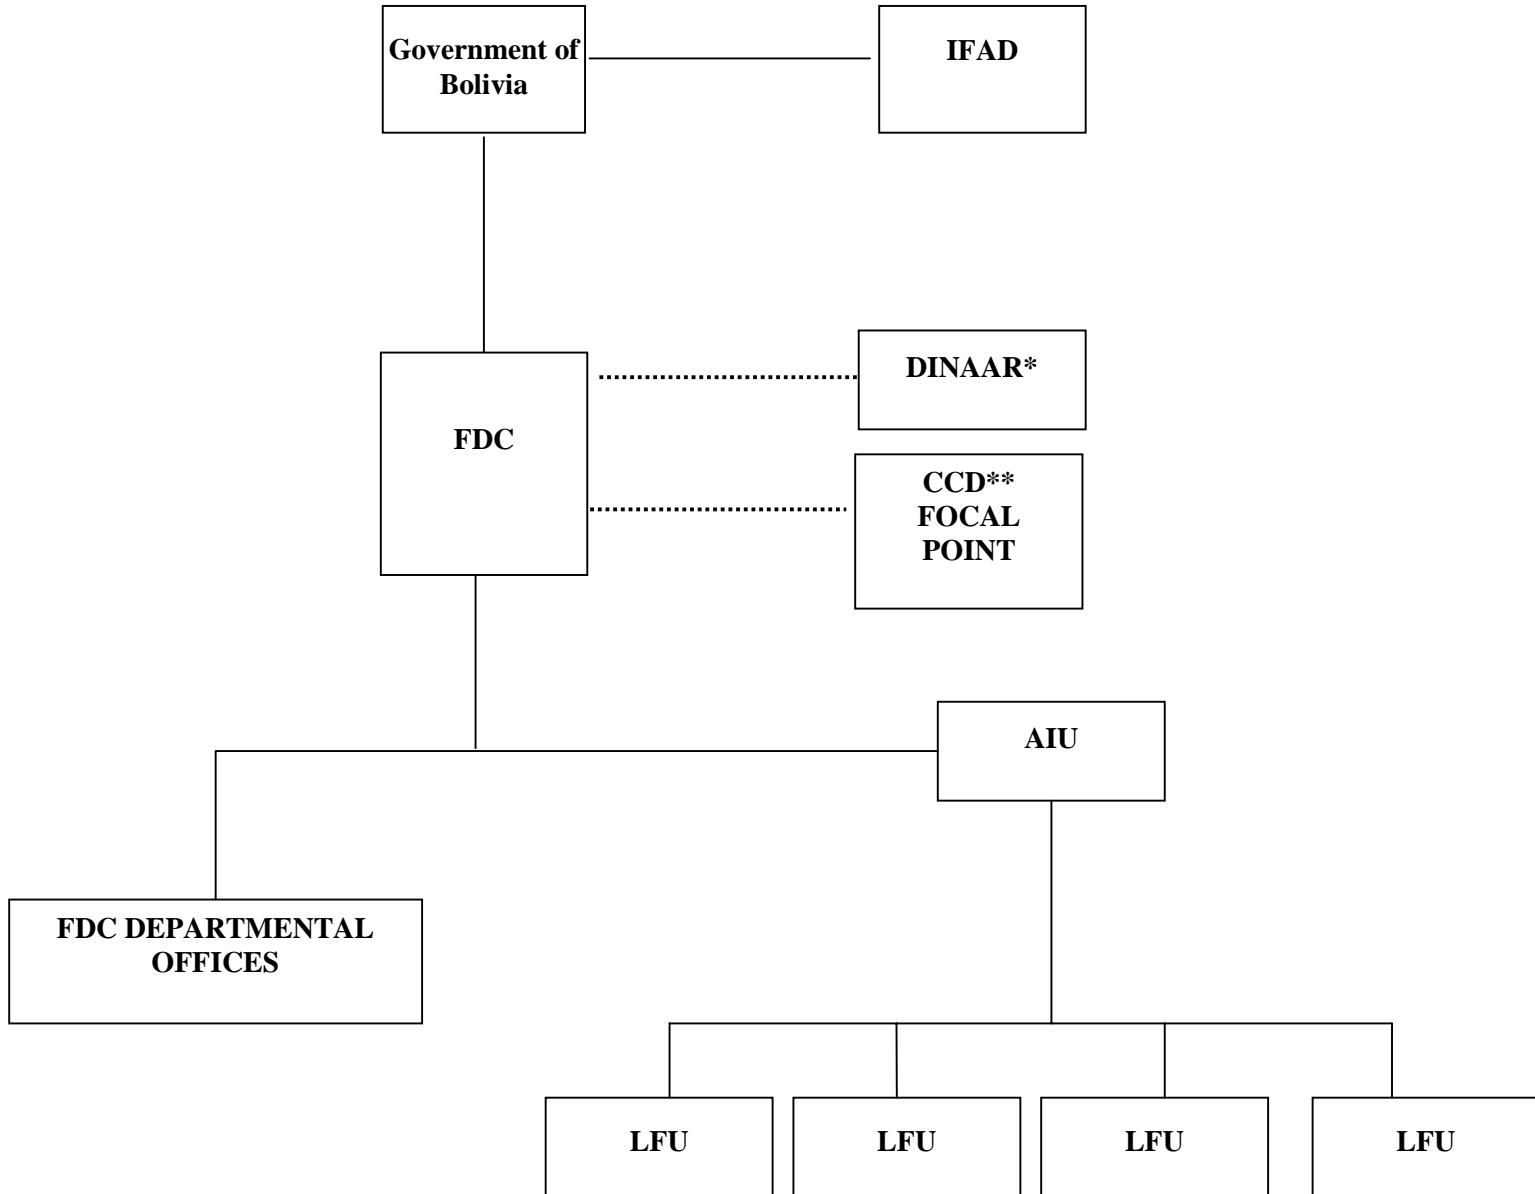 Government of
Bolivia
IFAD
DINAAR*
FDC
CCD**
FOCAL
POINT
AIU
FDC DEPARTMENTAL
OFFICES
LFU
LFU
LFU
LFU